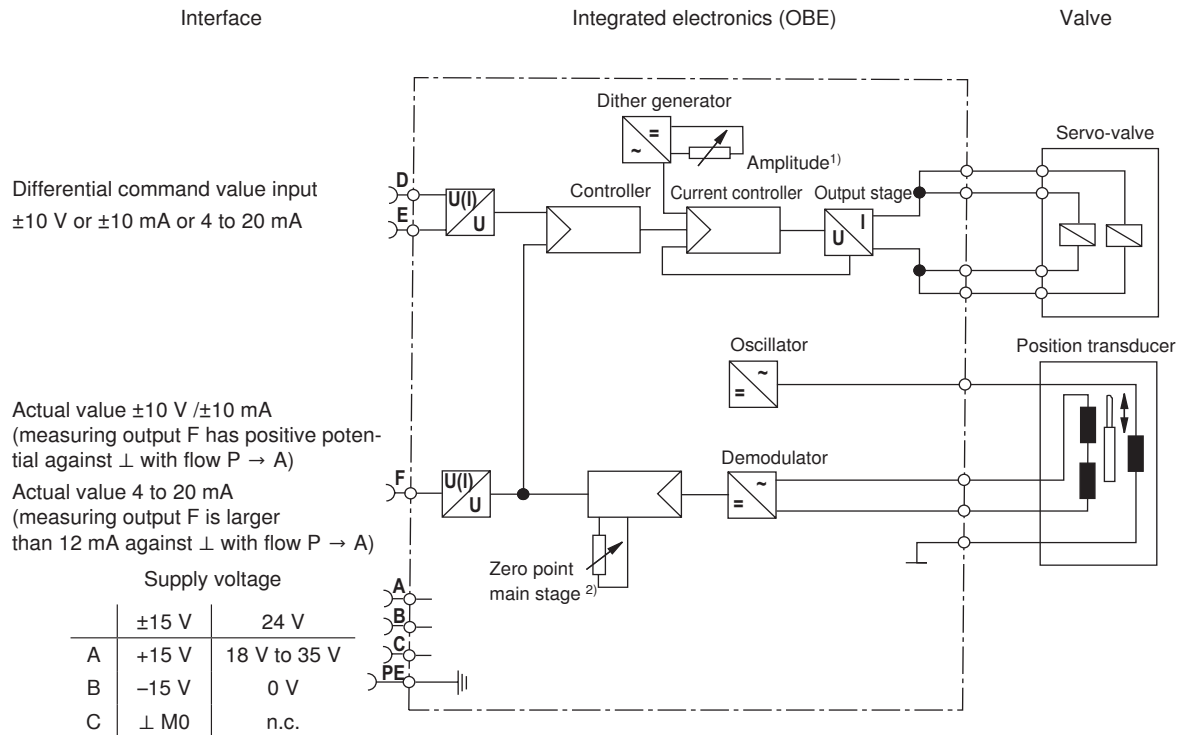 Interface
Integrated electronics (OBE)
Valve
Dither generator
=
~
Amplitude1)
Servo-valve
Differential command value input
±10 V or ±10 mA or 4 to 20 mA
D
E
U(I)
U
Controller
Current controller
Output stage
I
U
Oscillator
~
=
Position transducer
Actual value ±10 V /±10 mA
(measuring output F has positive poten-
tial against ⊥ with flow P → A)
Actual value 4 to 20 mA
(measuring output F is larger
than 12 mA against ⊥ with flow P → A)
F
U(I)
U
Demodulator
~
=
Zero point
main stage 2)
Supply voltage
±15 V 24 V
A +15 V 18 V to 35 V
B –15 V 0 V
C ⊥ M0 n.c.
A
B
C
PE